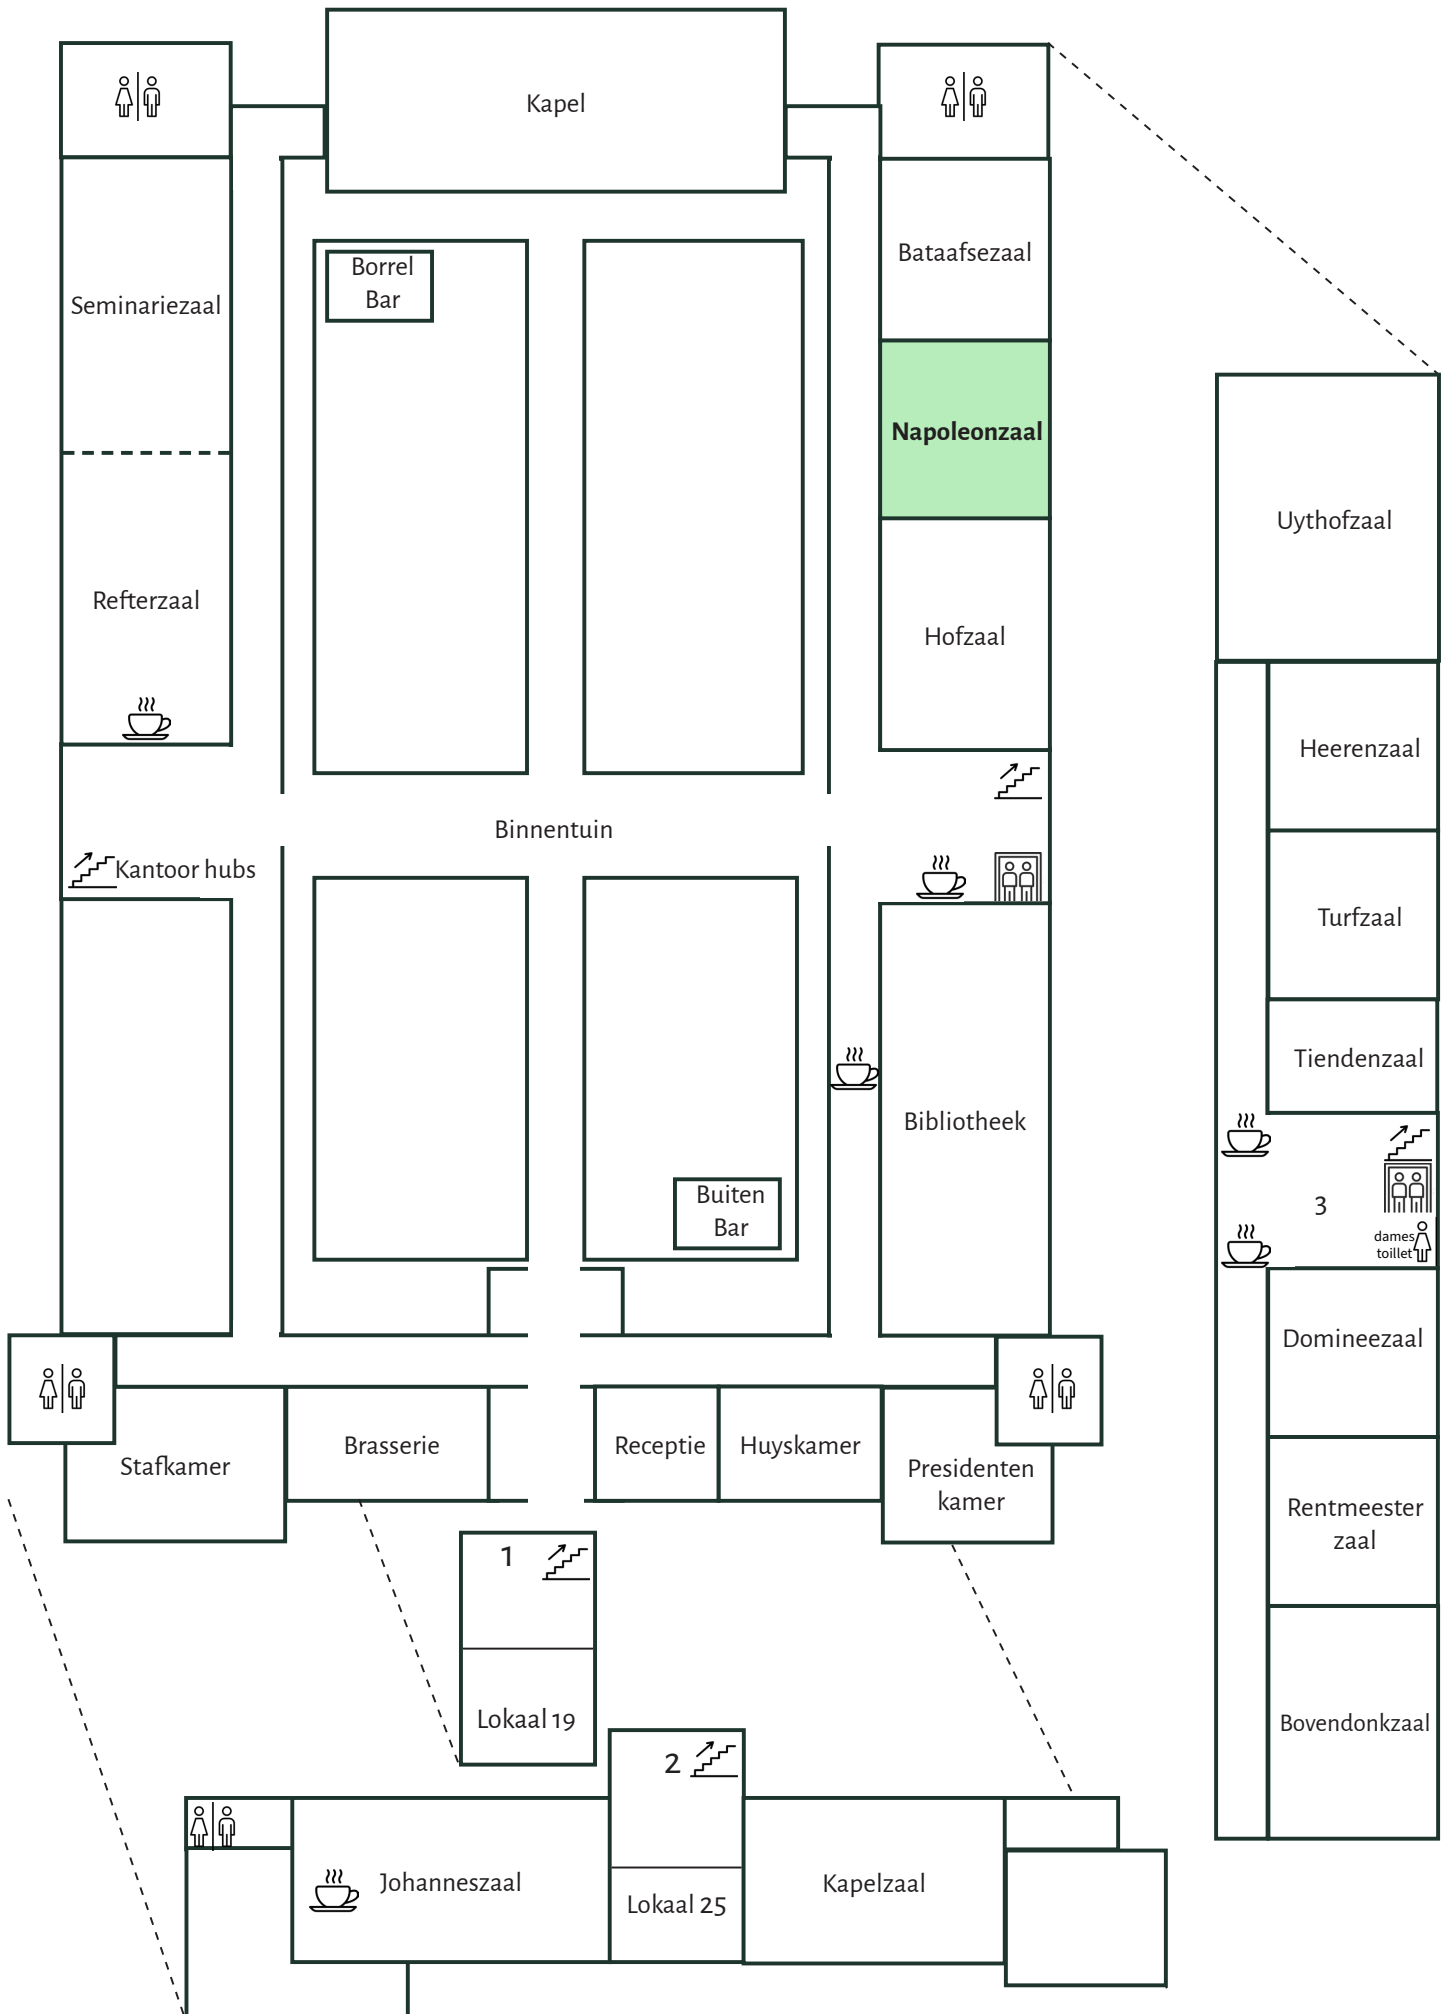 Kapel
Bataafsezaal
Borrel
Bar
Seminariezaal
Napoleonzaal
Uythofzaal
Refterzaal
Hofzaal
Heerenzaal
Binnentuin
Kantoor hubs
Turfzaal
Tiendenzaal
Bibliotheek
Buiten
Bar
3
dames
toillet
Domineezaal
Stafkamer
Brasserie
Receptie
Huyskamer
Presidenten
kamer
Rentmeester
zaal
1
Lokaal 19
Bovendonkzaal
2
Johanneszaal
Lokaal 25
Kapelzaal